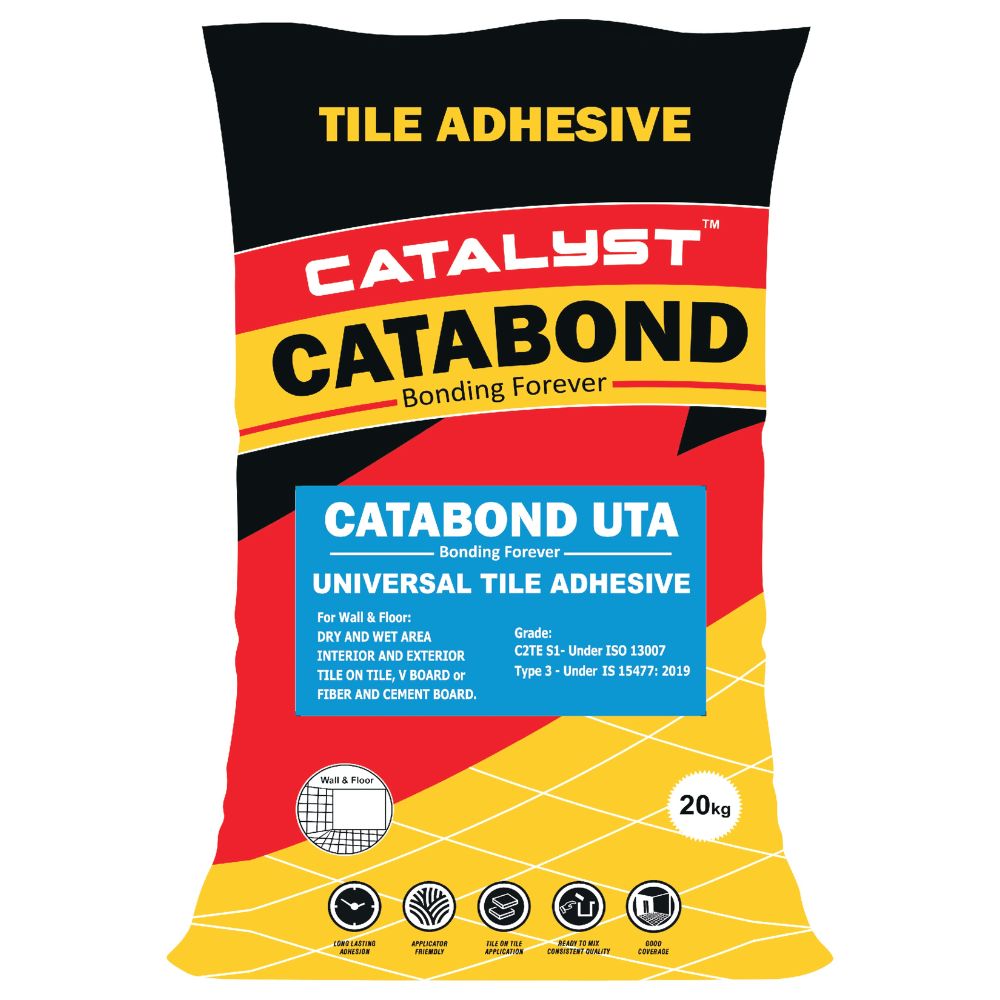 TILE ADHESIVE
CATALYST™
CATABOND
Bonding Forever
CATABOND UTA
Bonding Forever
UNIVERSAL TILE ADHESIVE
For Wall & Floor:
DRY AND WET AREA
INTERIOR AND EXTERIOR
TILE ON TILE, V BOARD or
FIBER AND CEMENT BOARD.
Grade:
C2TE S1- Under ISO 13007
Type 3 - Under IS 15477: 2019
Wall & Floor
20kg
LONG LASTING
ADHESION
APPLICATOR
FRIENDLY
TILE ON TILE
APPLICATION
READY TO MIX
CONSISTENT QUALITY
GOOD
COVERAGE